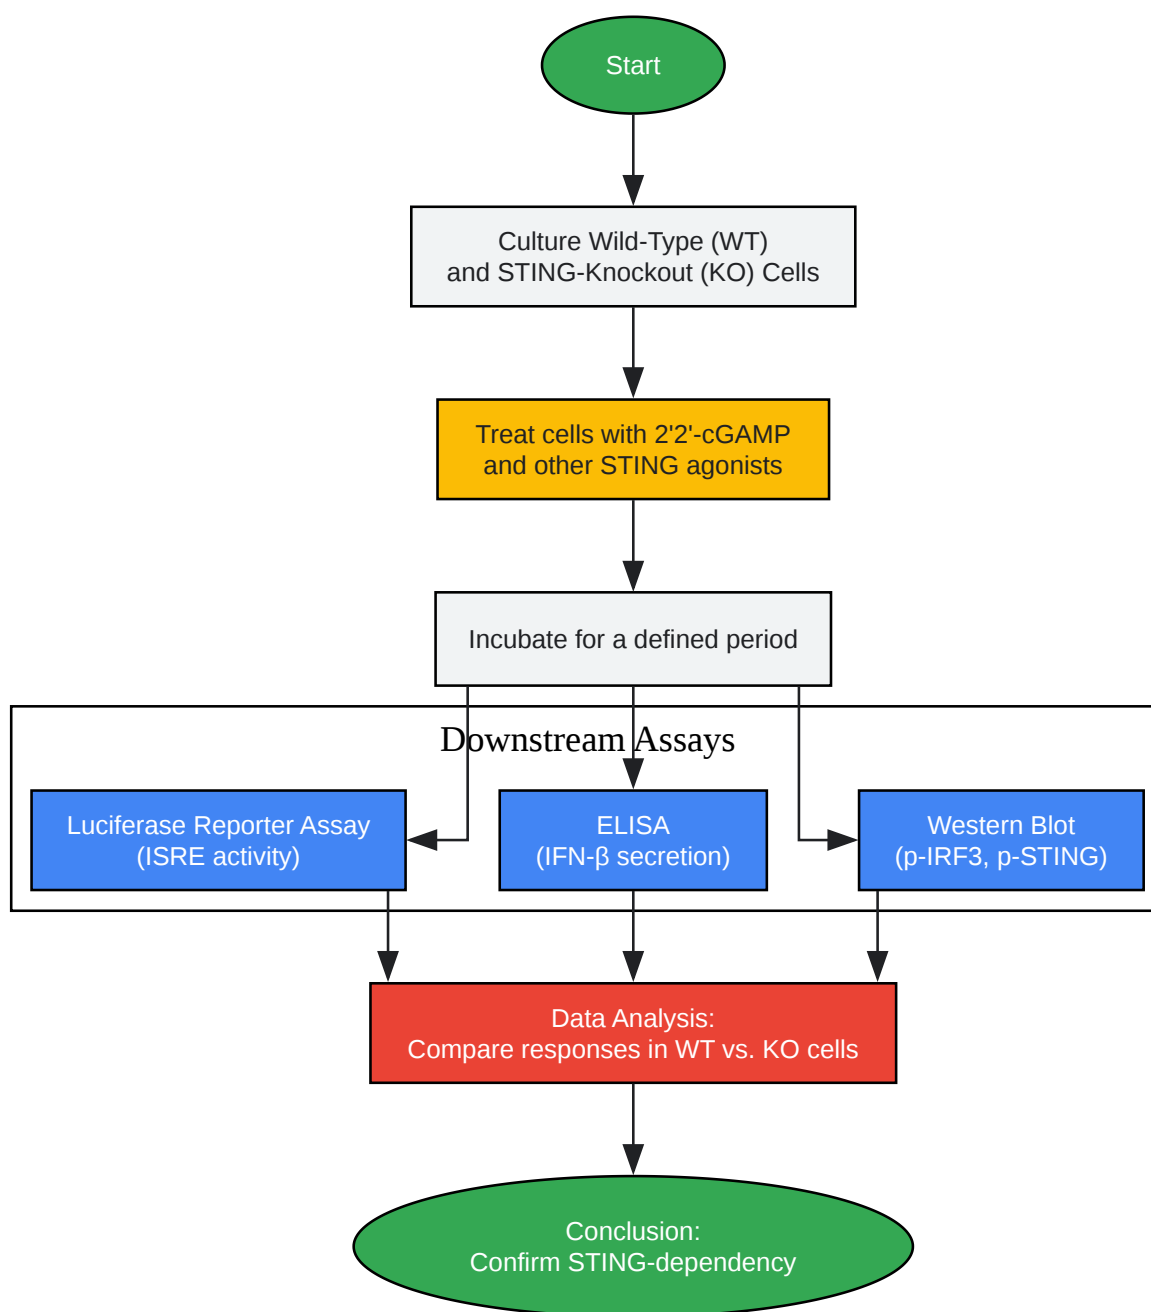 Start
Culture Wild-Type (WT)
and STING-Knockout (KO) Cells
Treat cells with 2'2'-cGAMP
and other STING agonists
Incubate for a defined period
Downstream Assays
Luciferase Reporter Assay
(ISRE activity)
ELISA
(IFN-β secretion)
Western Blot
(p-IRF3, p-STING)
Data Analysis:
Compare responses in WT vs. KO cells
Conclusion:
Confirm STING-dependency